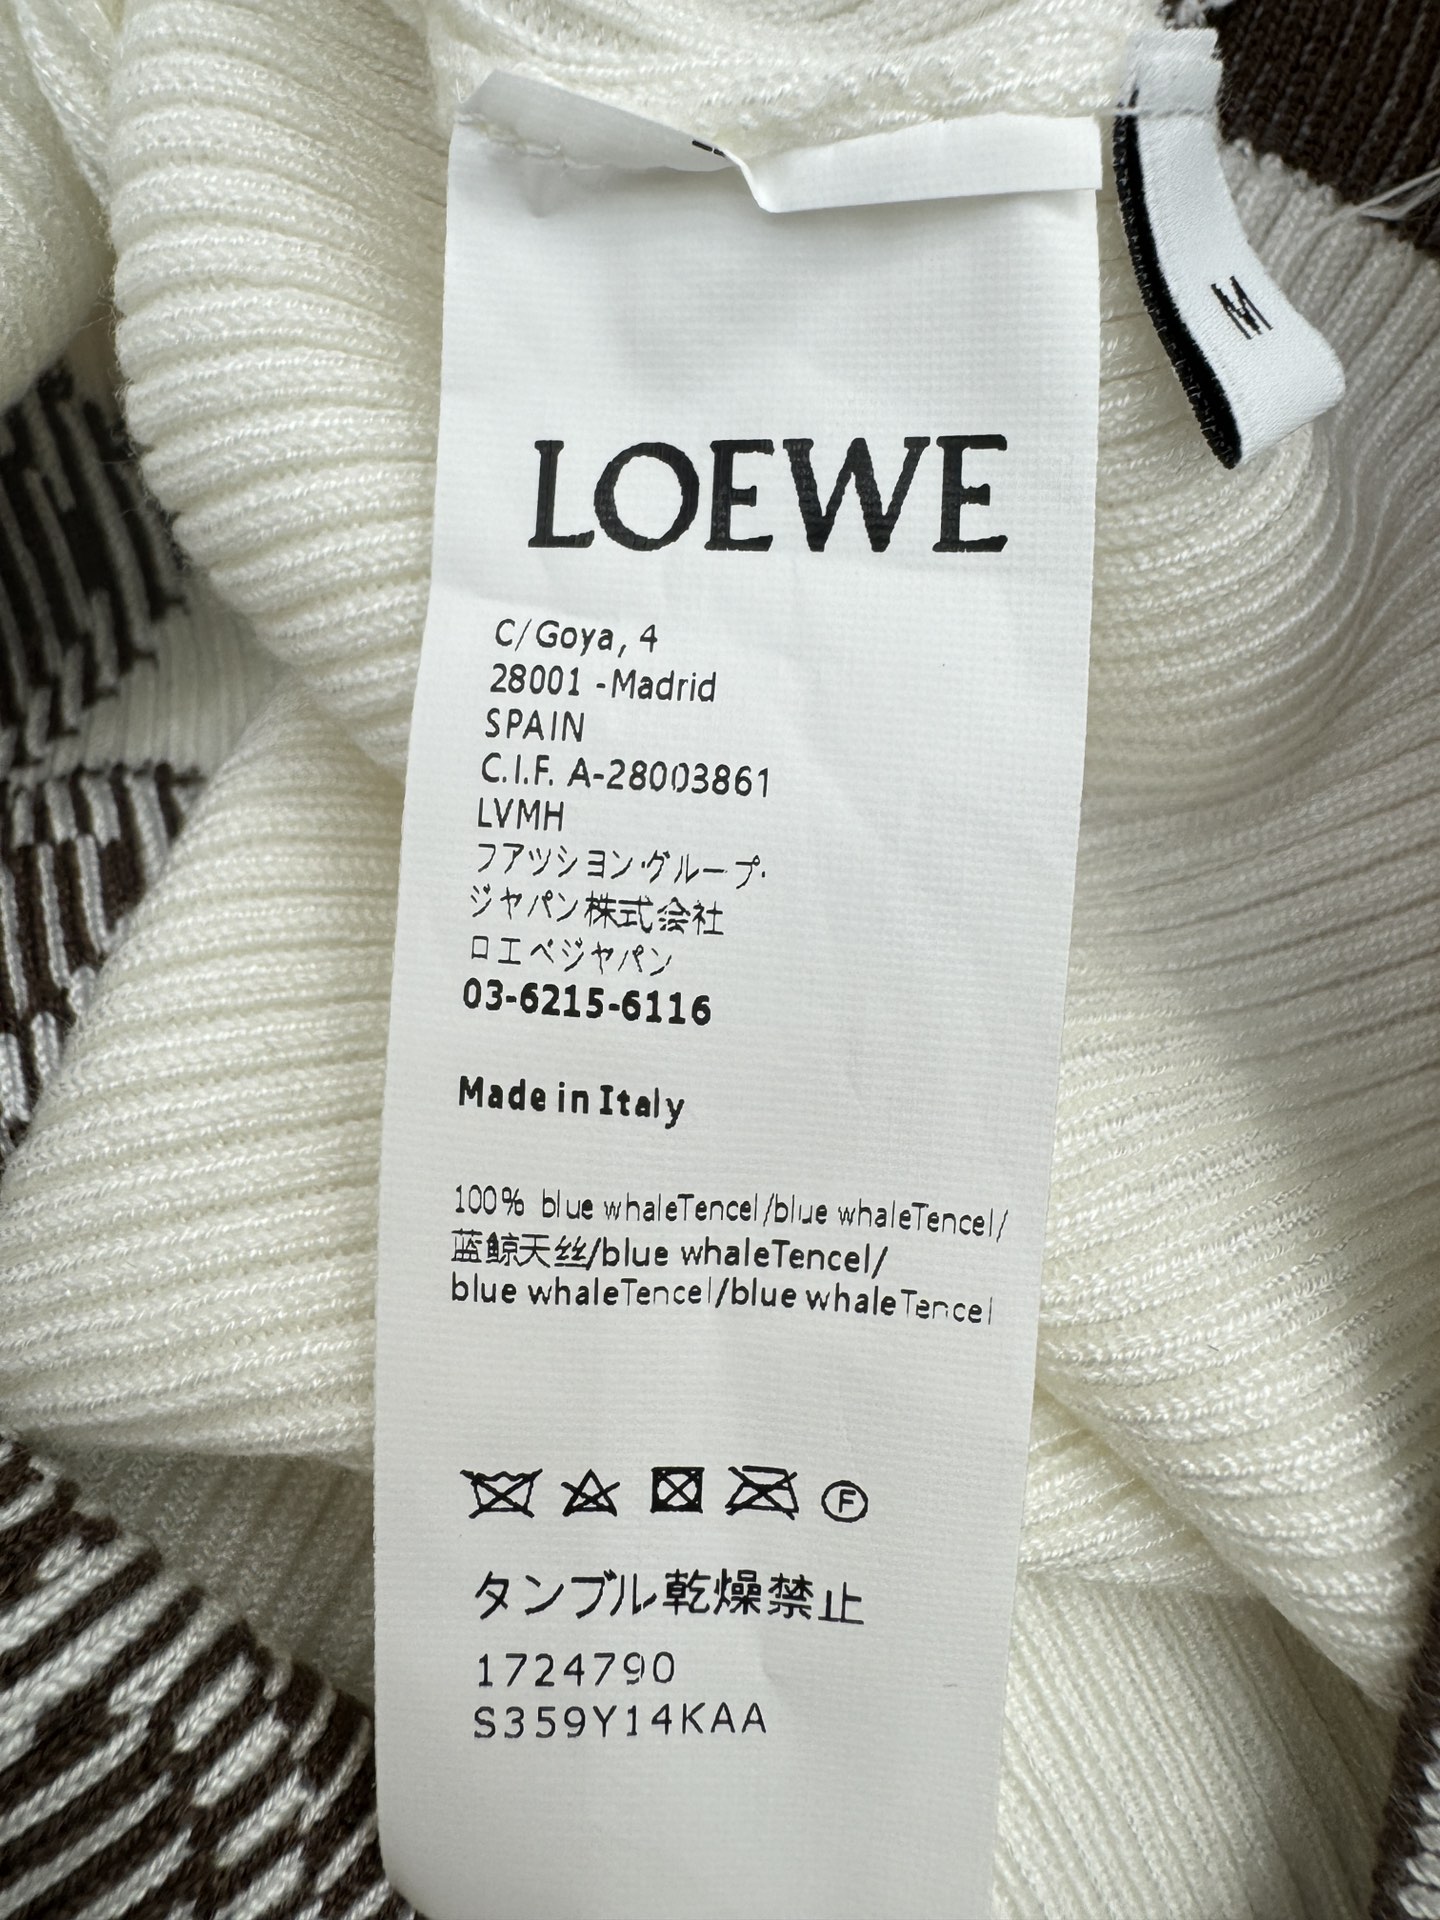 M
LOEWE
C/Goya, 4
28001 -Madrid
SPAIN
C.I.F. A-28003861
LVMH
ファッション·グループ·
ジャパン株式会社
ロエベジャパン
03-6215-6116
Made in Italy
100% blue whaleTencel/blue whaleTencel/
蓝鲸天丝/blue whaleTencel/
blue whaleTencel/blue whaleTencel
F
タンブル乾燥禁止
1724790
S359Y14KAA